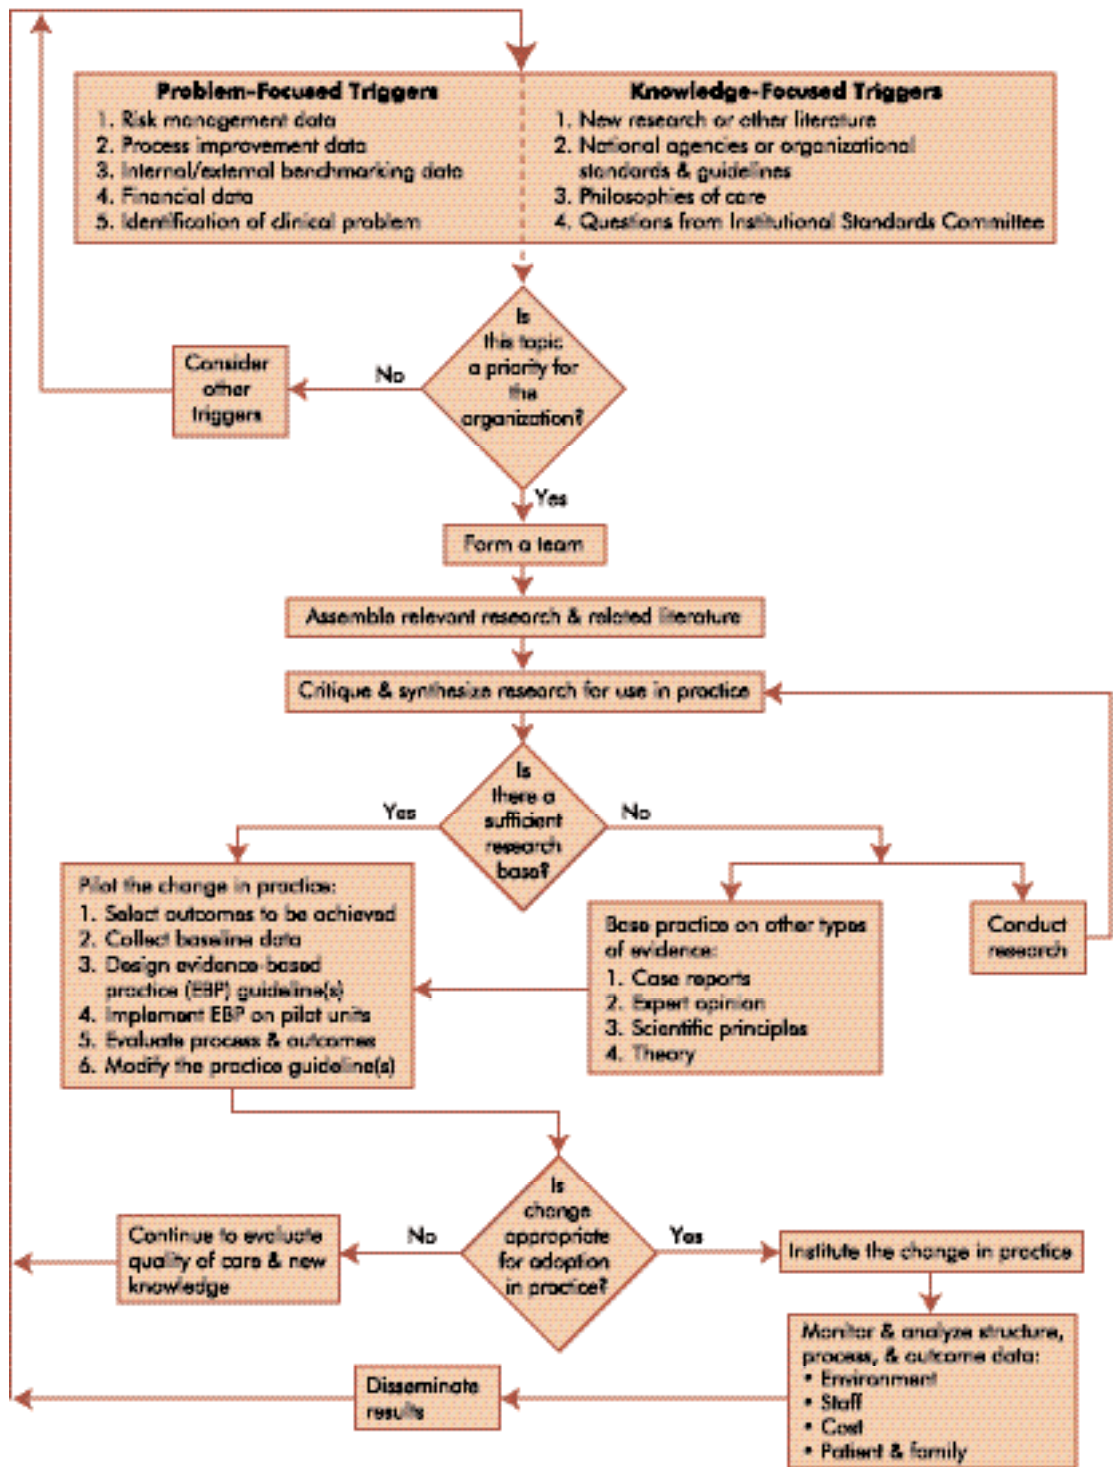 Problem-Focused Triggers
1. Risk management data
2. Process improvement data
3. Internal/external benchmarking data
4. Financial data
5. Identification of clinical problem
Knowledge-Focused Triggers
1. New research or other literature
2. National agencies or organizational
standards & guidelines
3. Philosophies of care
4. Questions from Institutional Standards Committee
Is
this topic
a priority for
the
organization?
No
Consider
other
triggers
Yes
Form a team
Assemble relevant research & related literature
Critique & synthesize research for use in practice
Is
there a
sufficient
research
base?
Yes
No
Pilot the change in practice:
1. Select outcomes to be achieved
2. Collect baseline data
3. Design evidence-based
practice (EBP) guideline(s)
4. Implement EBP on pilot units
5. Evaluate process & outcomes
6. Modify the practice guideline(s)
Base practice on other types
of evidence:
1. Case reports
2. Expert opinion
3. Scientific principles
4. Theory
Conduct
research
Is
change
appropriate
for adoption
in practice?
No
Yes
Continue to evaluate
quality of care & new
knowledge
Institute the change in practice
Monitor & analyze structure,
process, & outcome data:
• Environment
• Staff
• Cost
• Patient & family
Disseminate
results